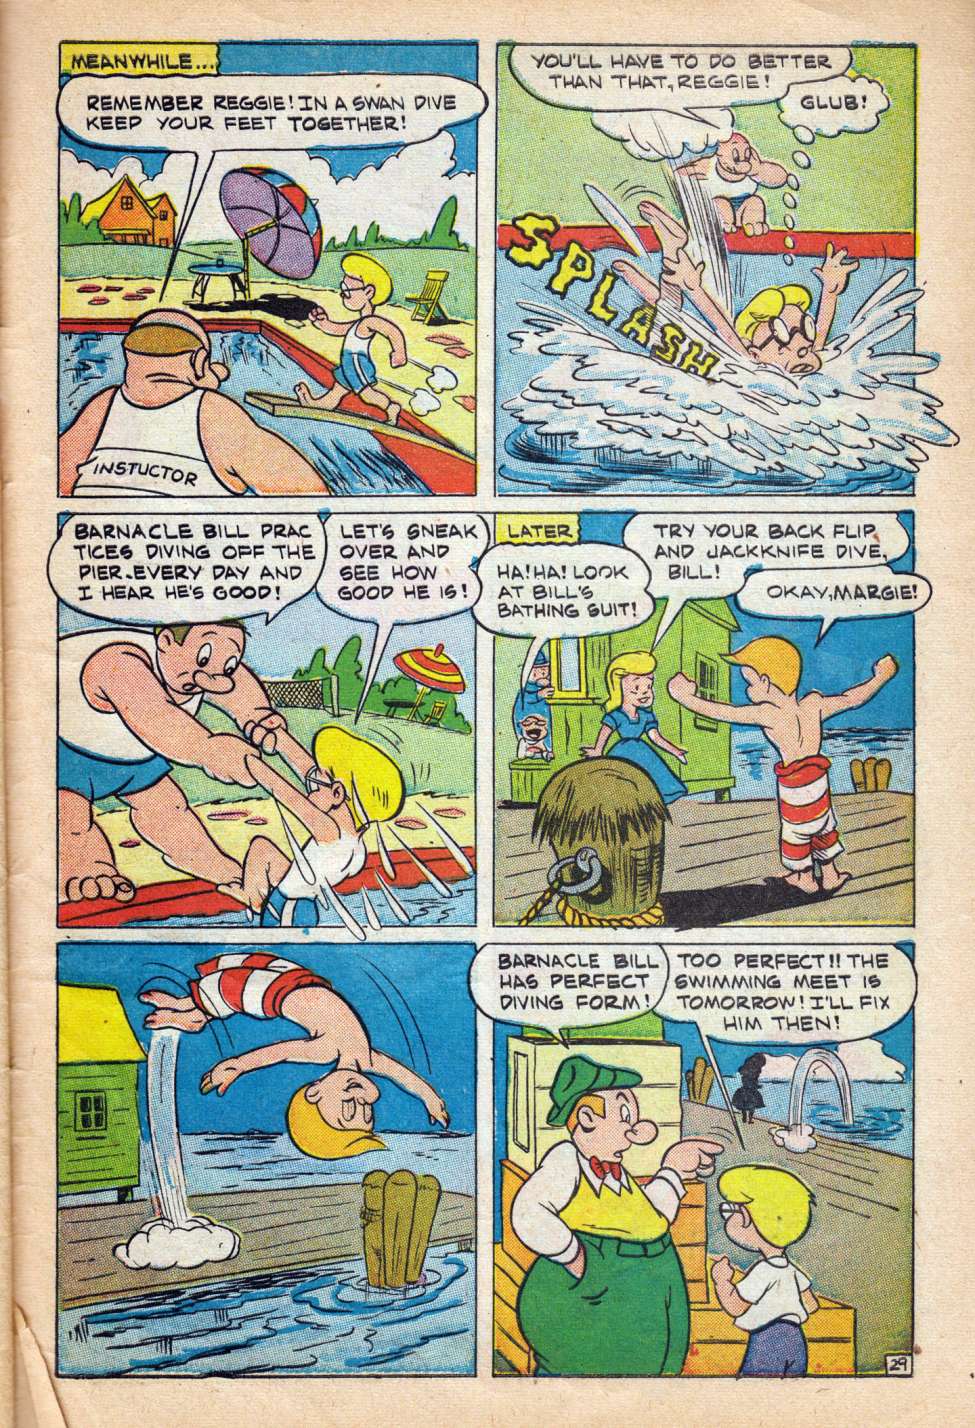 MEANWHILE...
REMEMBER REGGIE! IN A SWAN DIVE
KEEP YOUR FEET TOGETHER!
INSTUCTOR
YOU'LL HAVE TO DO BETTER
THAN THAT, REGGIE!
GLUB!
SPLASH
BARNACLE BILL PRAC
TICES DIVING OFF THE
PIER-EVERY DAY AND
I HEAR HE'S GOOD!
LET'S SNEAK
OVER AND
SEE HOW
GOOD HE IS!
LATER
HA! HA! LOOK
AT BILL'S
BATHING SUIT!
TRY YOUR BACK FLIP
AND JACKKNIFE DIVE,
BILL!
OKAY, MARGIE!
BARNACLE BILL
HAS PERFECT
DIVING FORM!
TOO PERFECT!! THE
SWIMMING MEET IS
TOMORROW! I'LL FIX
HIM THEN!
29